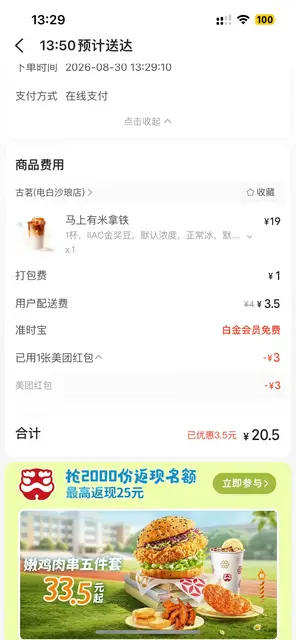 13:29
100
13:50预计送达
下单时间 2026-08-30 13:29:10
支付方式 在线支付
点击收起
商品费用
古茗(电白沙琅店)
收藏
马上有米拿铁 ¥19
1杯，IIAC金奖豆，默认浓度，正常冰，默...
x1
打包费 ¥1
用户配送费 ¥4 ¥3.5
准时宝 白金会员免费
已用1张美团红包 -¥3
美团红包 -¥3
合计 已优惠3.5元 ¥20.5
抢2000份返现名额
最高返现25元
立即参与
嫩鸡肉串五件套
33.5元起